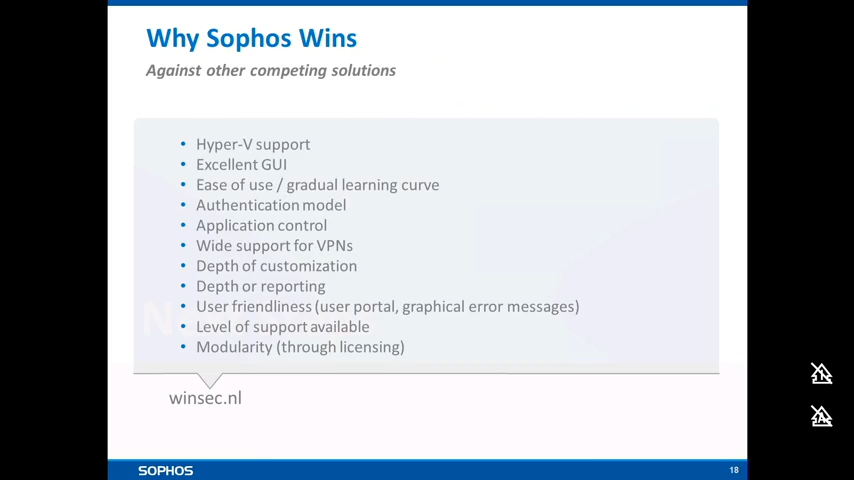 Why Sophos Wins
Against other competing solutions
• Hyper-V support
• Excellent GUI
• Ease of use / gradual learning curve
• Authentication model
• Application control
• Wide support for VPNs
• Depth of customization
• Depth or reporting
• User friendliness (user portal, graphical error messages)
• Level of support available
• Modularity (through licensing)
winsec.nl
SOPHOS
18